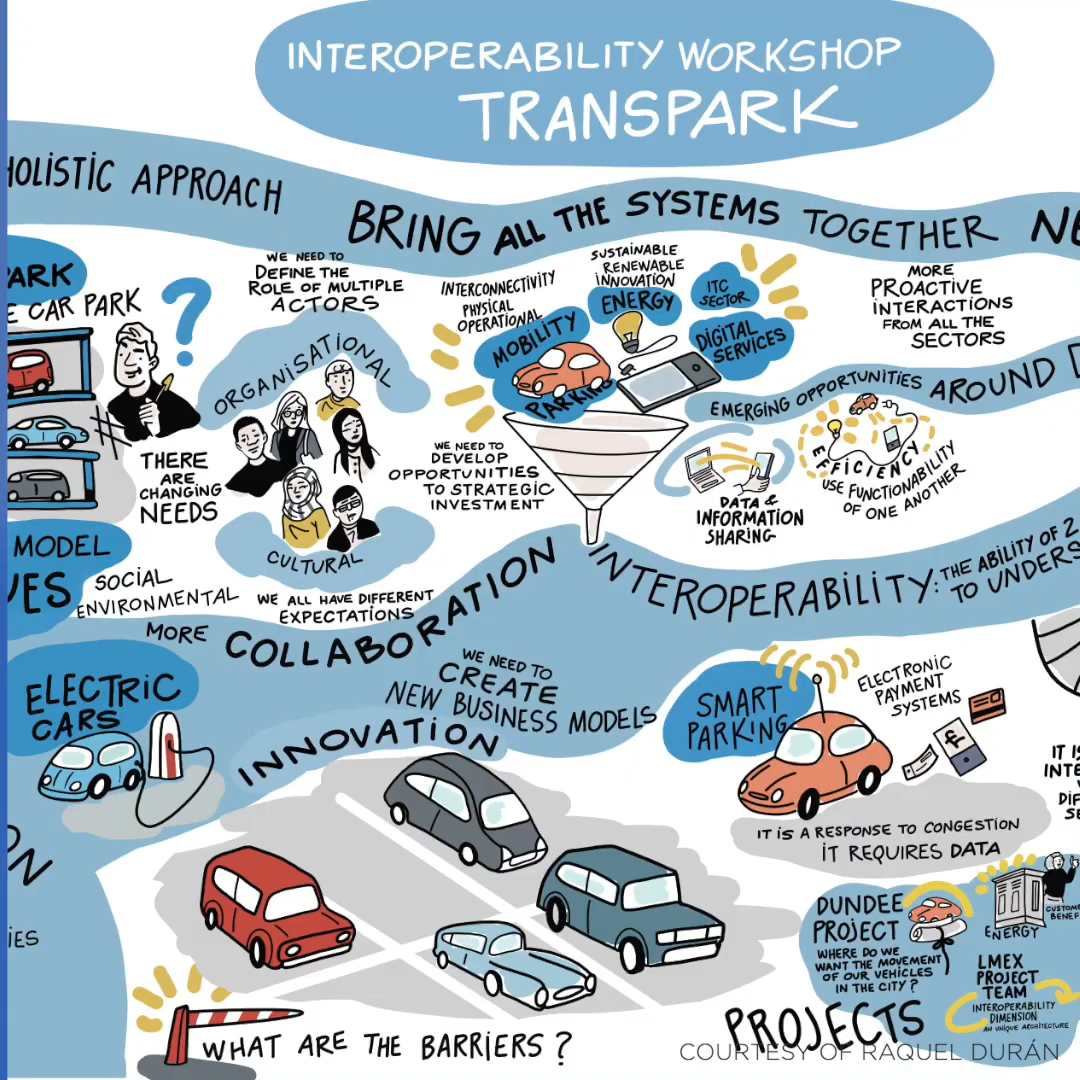 INTEROPERABILITY WORKSHOP
TRANSPARK
HOLISTIC APPROACH
BRING ALL THE SYSTEMS TOGETHER
CAR PARK
THERE
ARE
CHANGING
NEEDS
WE NEED TO
DEFINE THE
ROLE OF MULTIPLE
ACTORS
ORGANISATIONAL
CULTURAL
WE ALL HAVE DIFFERENT
EXPECTATIONS
INTERCONNECTIVITY
PHYSICAL
OPERATIONAL
SUSTAINABLE
RENEWABLE
INNOVATION
ENERGY
ITC
SECTOR
MOBILITY
DIGITAL
SERVICES
PARKING
WE NEED TO
DEVELOP
OPPORTUNITIES
TO STRATEGIC
INVESTMENT
MORE
PROACTIVE
INTERACTIONS
FROM ALL THE
SECTORS
EMERGING OPPORTUNITIES AROUND
DATA &
INFORMATION
SHARING
EFFICIENCY
USE FUNCTIONABILITY
OF ONE ANOTHER
MODEL
SOCIAL
ENVIRONMENTAL
MORE COLLABORATION
INTEROPERABILITY: THE ABILITY OF 2
TO
ELECTRIC
CARS
WE NEED TO
CREATE
NEW BUSINESS MODELS
INNOVATION
SMART
PARKING
ELECTRONIC
PAYMENT
SYSTEMS
£
IT IS A RESPONSE TO CONGESTION
IT REQUIRES DATA
DUNDEE
PROJECT
WHERE DO WE
WANT THE MOVEMENT
OF OUR VEHICLES
IN THE CITY?
ENERGY
LMEX
PROJECT
TEAM
INTEROPERABILITY
DIMENSION
AN UNIQUE ARCHITECTURE
PROJECTS
WHAT ARE THE BARRIERS?
COURTESY OF RAQUEL DURÁN